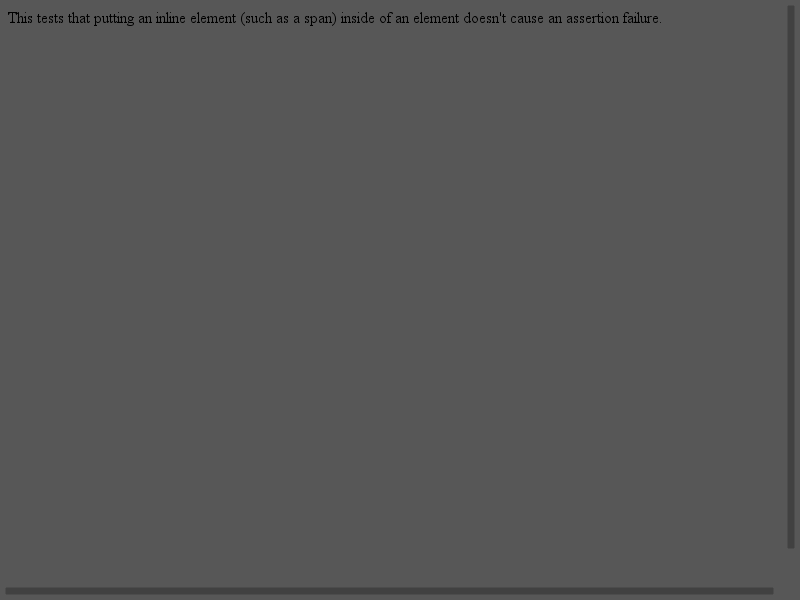 This tests that putting an inline element (such as a span) inside of an element doesn't cause an assertion failure.